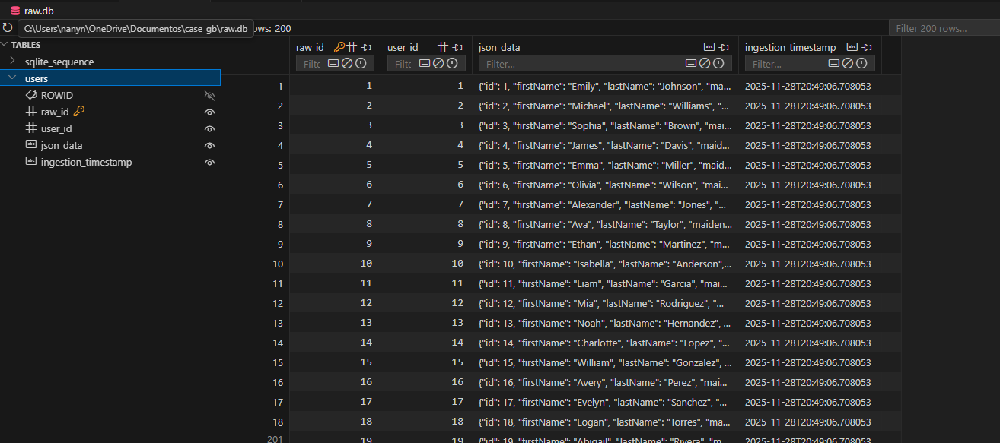 raw.db
C:\Users\nanyn\OneDrive\Documentos\case_gb\raw.db
ows: 200
Filter 200 rows...
TABLES
sqlite_sequence
users
ROWID
raw_id
user_id
json_data
ingestion_timestamp
raw_id user_id json_data ingestion_timestamp
Filte Filte Filter... Filter...
1 1 1 {"id": 1, "firstName": "Emily", "lastName": "Johnson", "ma... 2025-11-28T20:49:06.708053
2 2 2 {"id": 2, "firstName": "Michael", "lastName": "Williams", "... 2025-11-28T20:49:06.708053
3 3 3 {"id": 3, "firstName": "Sophia", "lastName": "Brown", "mai... 2025-11-28T20:49:06.708053
4 4 4 {"id": 4, "firstName": "James", "lastName": "Davis", "maid... 2025-11-28T20:49:06.708053
5 5 5 {"id": 5, "firstName": "Emma", "lastName": "Miller", "maid... 2025-11-28T20:49:06.708053
6 6 6 {"id": 6, "firstName": "Olivia", "lastName": "Wilson", "mai... 2025-11-28T20:49:06.708053
7 7 7 {"id": 7, "firstName": "Alexander", "lastName": "Jones", "... 2025-11-28T20:49:06.708053
8 8 8 {"id": 8, "firstName": "Ava", "lastName": "Taylor", "maiden... 2025-11-28T20:49:06.708053
9 9 9 {"id": 9, "firstName": "Ethan", "lastName": "Martinez", "m... 2025-11-28T20:49:06.708053
10 10 10 {"id": 10, "firstName": "Isabella", "lastName": "Anderson",... 2025-11-28T20:49:06.708053
11 11 11 {"id": 11, "firstName": "Liam", "lastName": "Garcia", "mai... 2025-11-28T20:49:06.708053
12 12 12 {"id": 12, "firstName": "Mia", "lastName": "Rodriguez", "... 2025-11-28T20:49:06.708053
13 13 13 {"id": 13, "firstName": "Noah", "lastName": "Hernandez", ... 2025-11-28T20:49:06.708053
14 14 14 {"id": 14, "firstName": "Charlotte", "lastName": "Lopez", "... 2025-11-28T20:49:06.708053
15 15 15 {"id": 15, "firstName": "William", "lastName": "Gonzalez", ... 2025-11-28T20:49:06.708053
16 16 16 {"id": 16, "firstName": "Avery", "lastName": "Perez", "mai... 2025-11-28T20:49:06.708053
17 17 17 {"id": 17, "firstName": "Evelyn", "lastName": "Sanchez", "... 2025-11-28T20:49:06.708053
18 18 18 {"id": 18, "firstName": "Logan", "lastName": "Torres", "ma... 2025-11-28T20:49:06.708053
201 19 19 {"id": 19, "firstName": "Abigail", "lastName": "Rivera", "m... 2025-11-28T20:49:06.708053